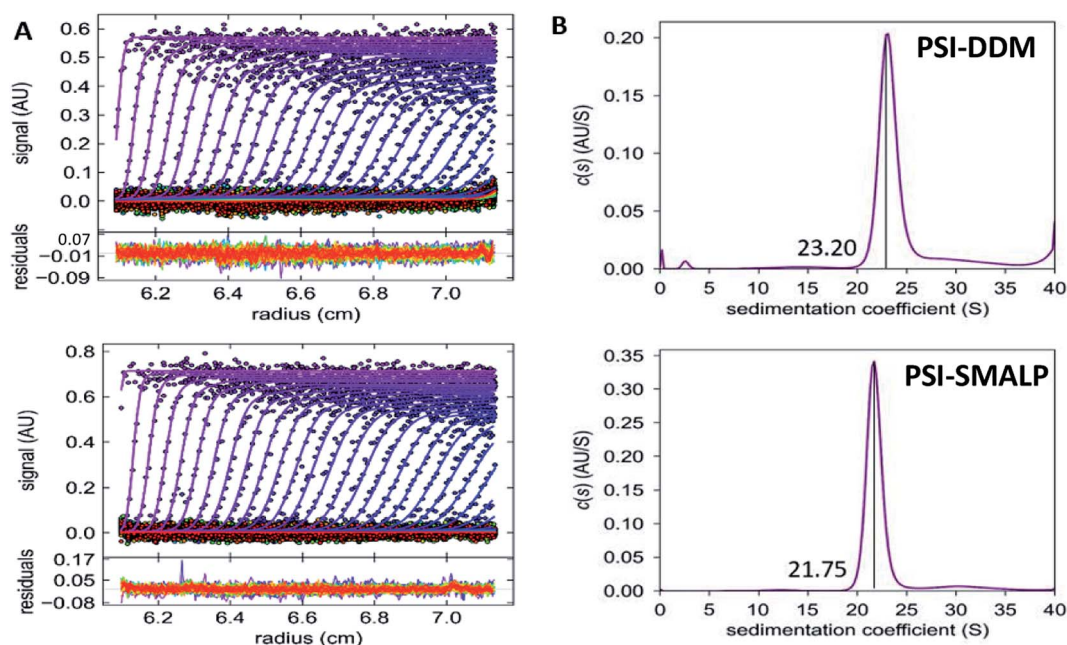 A
0.6
0.5
0.4
0.3
0.2
0.1
0.0
signal (AU)
0.07
−0.01
−0.09
residuals
6.2 6.4 6.6 6.8 7.0
radius (cm)
0.8
0.6
0.4
0.2
0.0
signal (AU)
0.17
0.05
−0.08
residuals
6.2 6.4 6.6 6.8 7.0
radius (cm)
B
PSI-DDM
0.20
0.15
0.10
0.05
0.00
c(s) (AU/S)
23.20
0 5 10 15 20 25 30 35 40
sedimentation coefficient (S)
PSI-SMALP
0.35
0.30
0.25
0.20
0.15
0.10
0.05
0.00
c(s) (AU/S)
21.75
0 5 10 15 20 25 30 35 40
sedimentation coefficient (S)